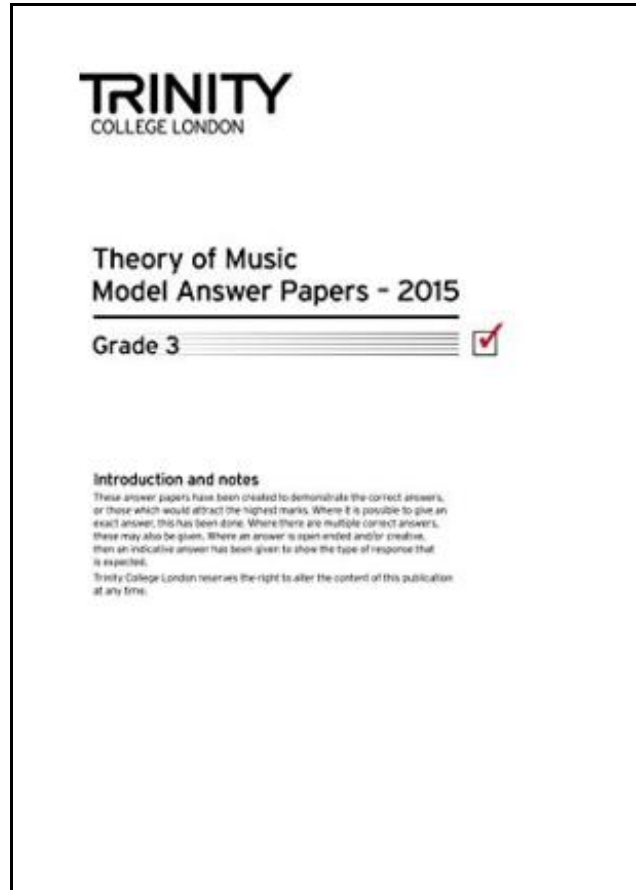 TRINITY
COLLEGE LONDON
Theory of Music
Model Answer Papers – 2015
Grade 3
Introduction and notes
These answer papers have been created to demonstrate the correct answers,
or those which would attract the highest marks. Where it is possible to give an
exact answer, this has been done. Where there are multiple correct answers,
these may also be given. Where an answer is open ended and/or creative,
then an indicative answer has been given to show the type of response that
is expected.
Trinity College London reserves the right to alter the content of this publication
at any time.